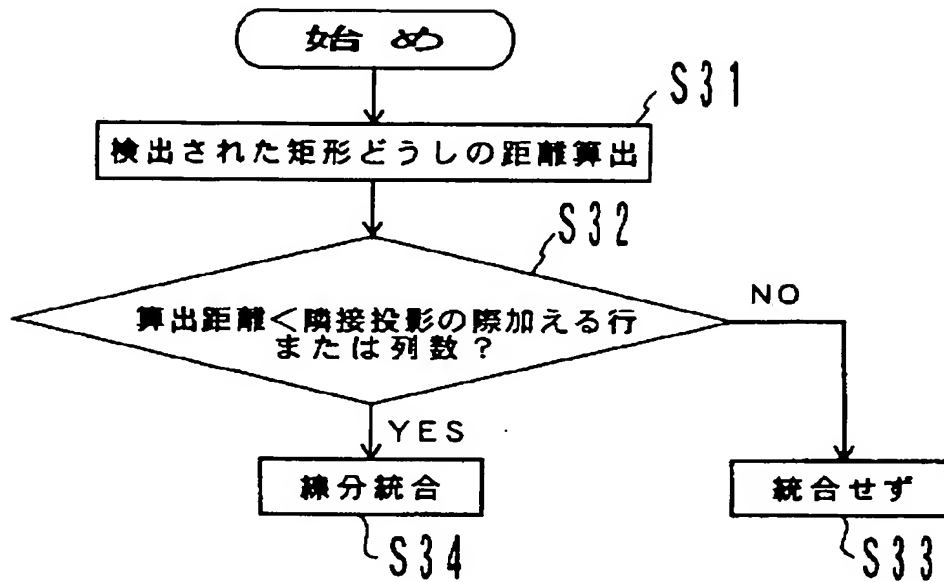 始め
S31
検出された矩形どうしの距離算出
S32
算出距離<隣接投影の際加える行
または列数?
NO
YES
線分統合
統合せず
S34
S33